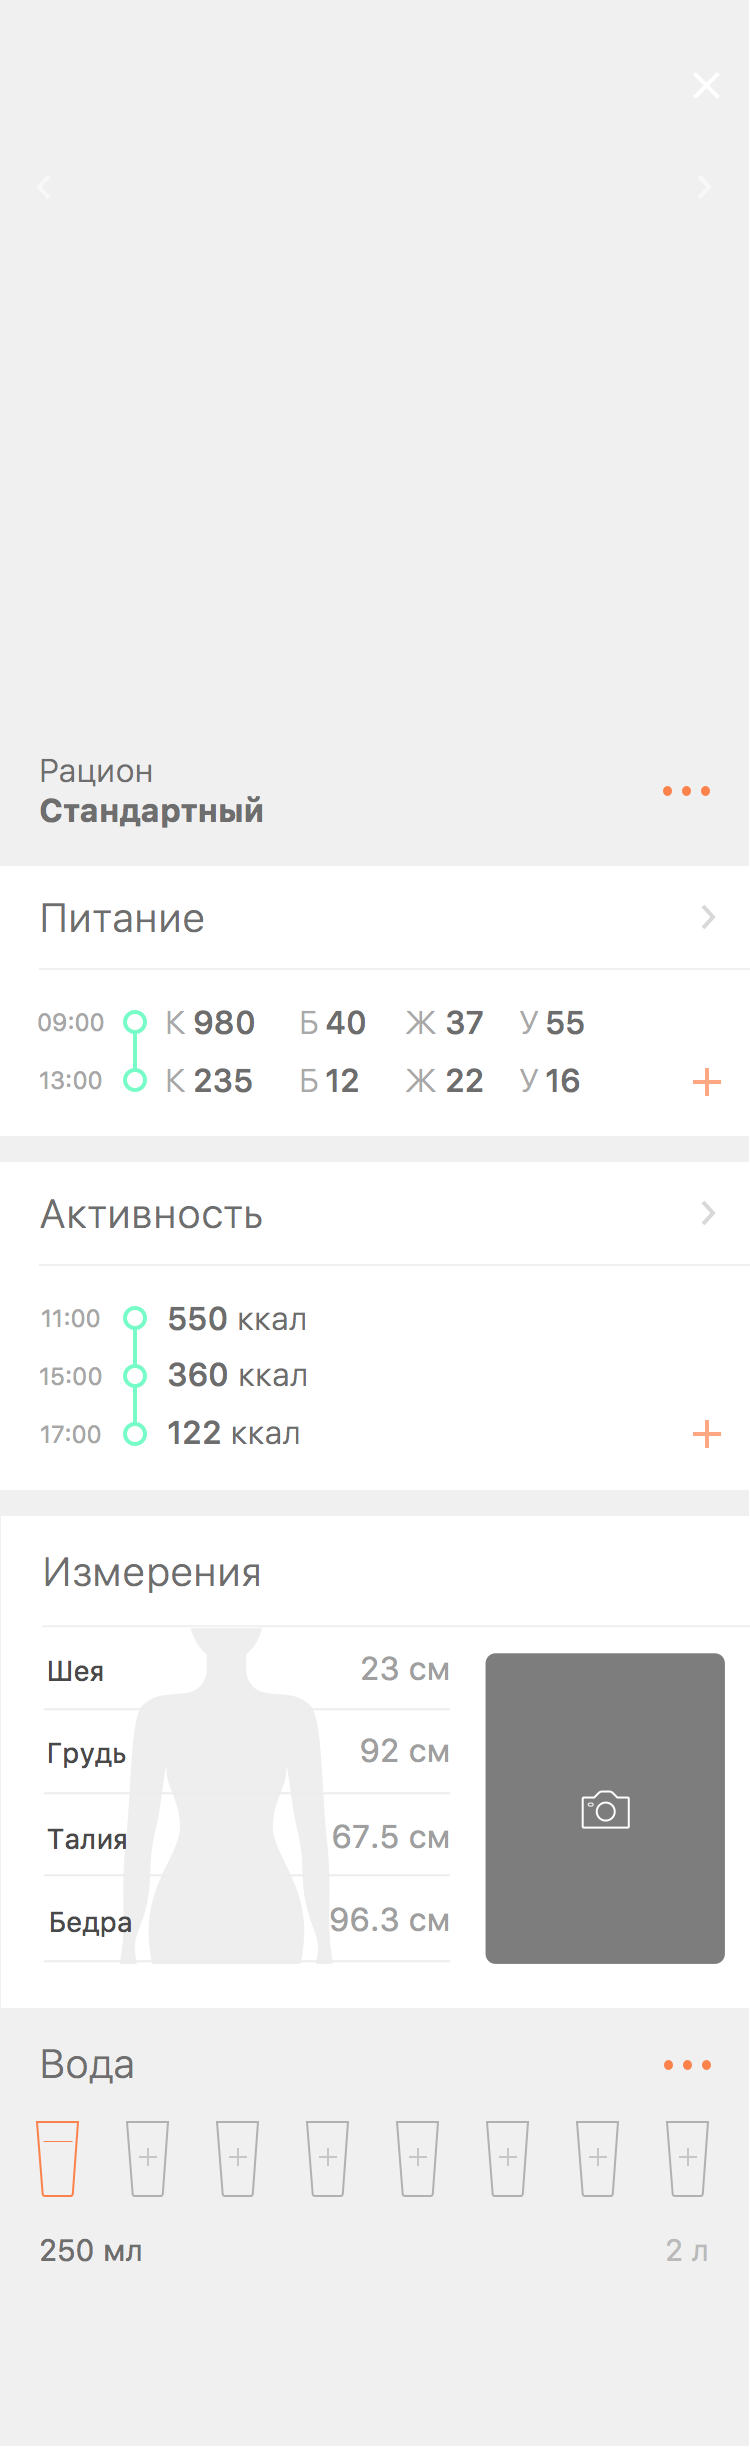 Рацион
Стандартный
Питание
09:00 К 980 Б 40 Ж 37 У 55
13:00 К 235 Б 12 Ж 22 У 16
Активность
11:00 550 ккал
15:00 360 ккал
17:00 122 ккал
Измерения
Шея 23 см
Грудь 92 см
Талия 67.5 см
Бедра 96.3 см
Вода
250 мл 2 л